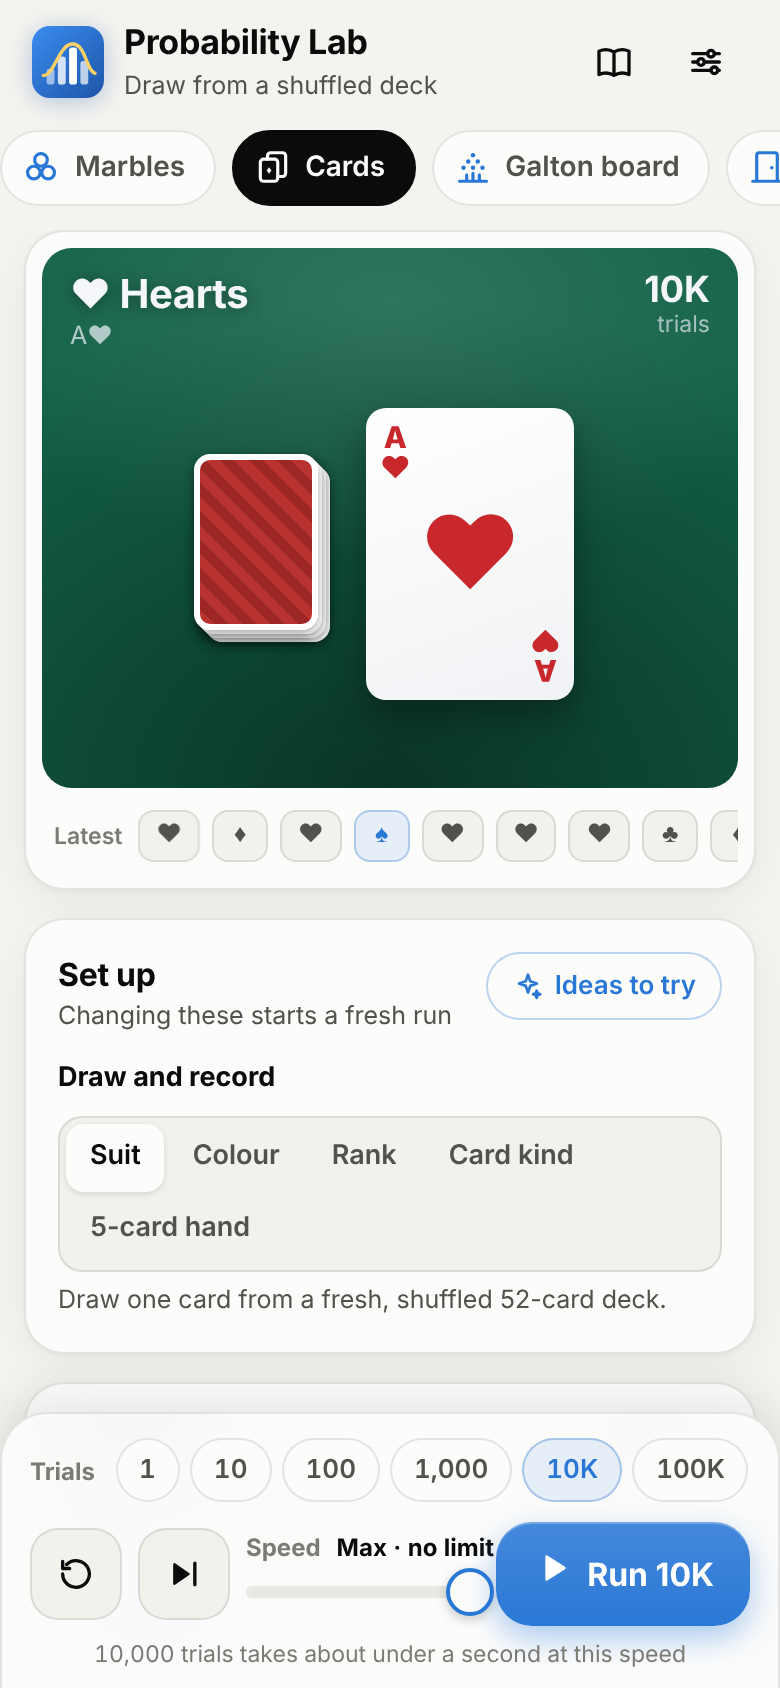 Probability Lab
Draw from a shuffled deck
Marbles
Cards
Galton board
♥ Hearts
A♥
10K
trials
A
♥
♥
A
Latest ♥ ♦ ♥ ♠ ♥ ♥ ♥ ♣
Set up
Changing these starts a fresh run
Ideas to try
Draw and record
Suit
Colour
Rank
Card kind
5-card hand
Draw one card from a fresh, shuffled 52-card deck.
Trials
1
10
100
1,000
10K
100K
Speed Max · no limit
Run 10K
10,000 trials takes about under a second at this speed